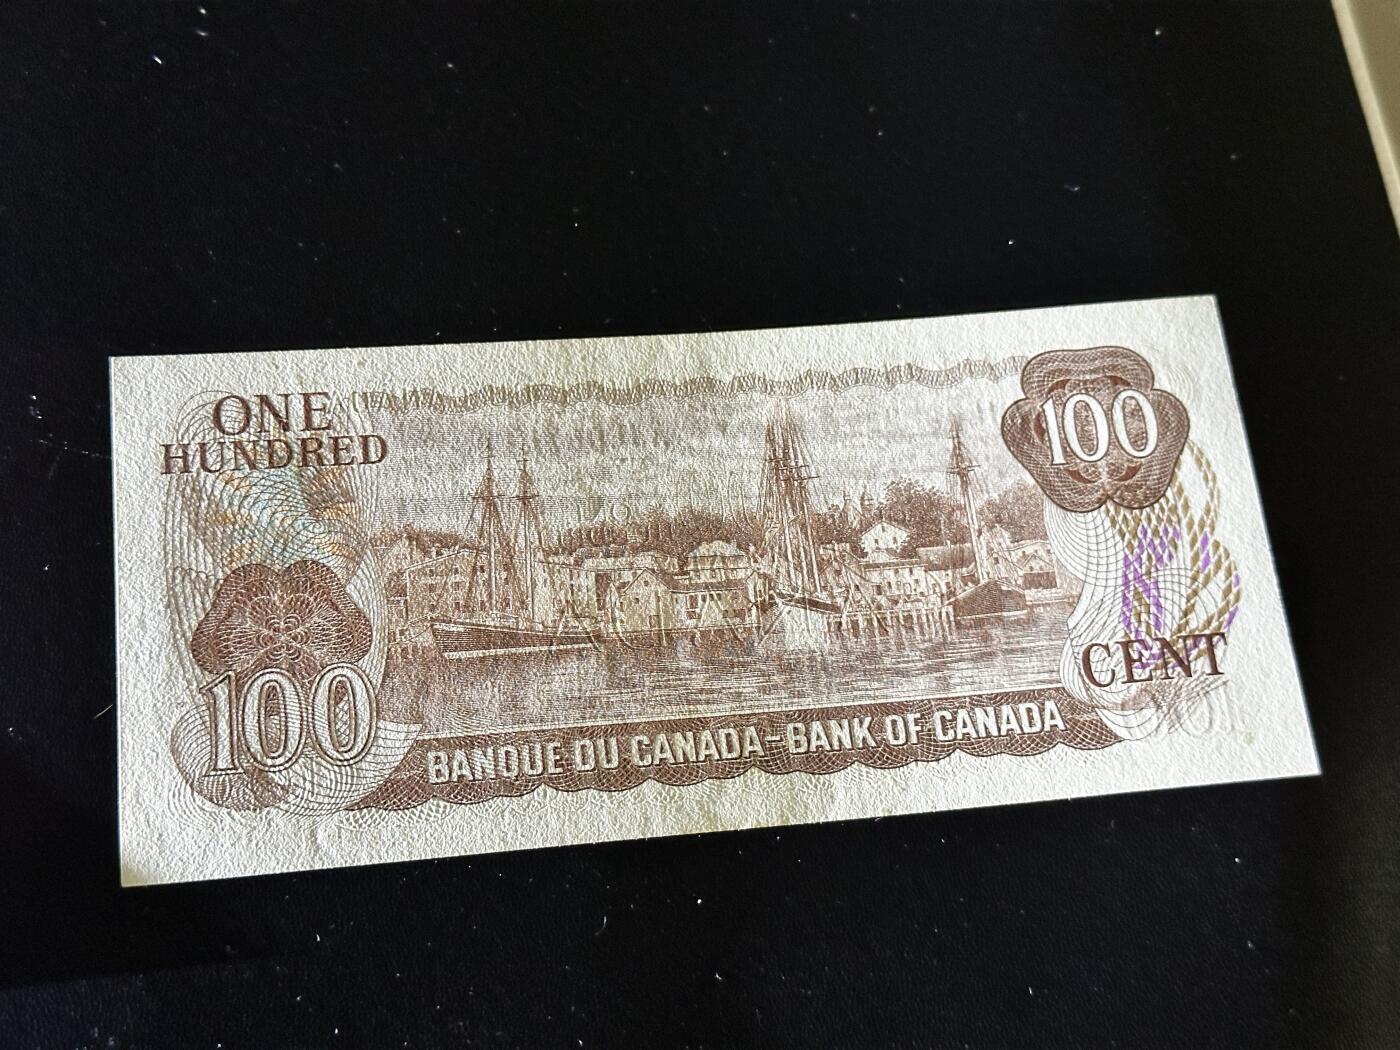 ONE
HUNDRED
100
100
CENT
BANQUE DU CANADA-BANK OF CANADA